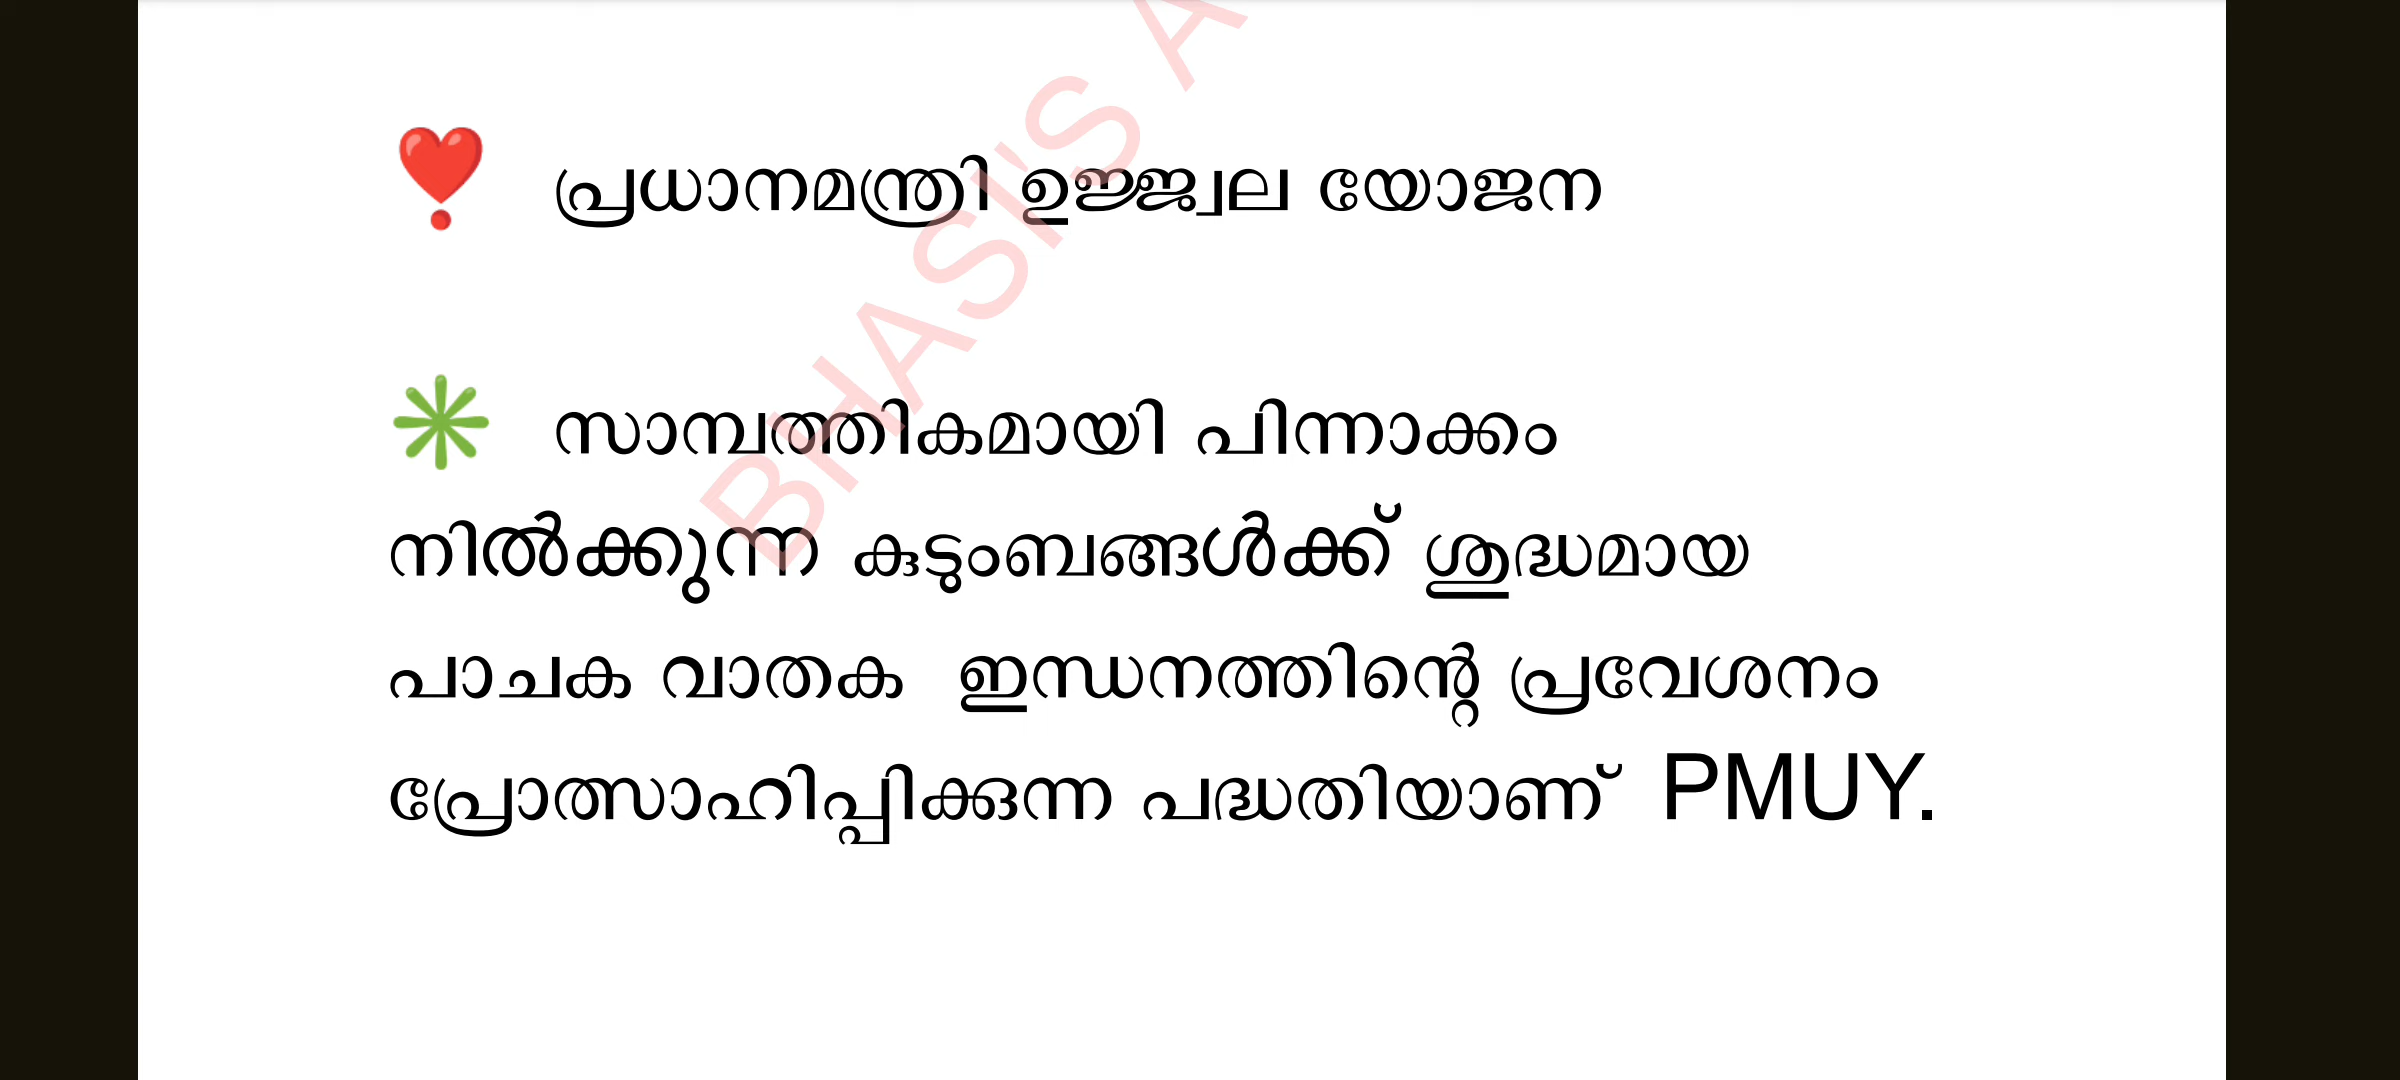 ❣️ പ്രധാനമന്ത്രി ഉജ്ജ്വല യോജന
✳️ സാമ്പത്തികമായി പിന്നാക്കം
നിൽക്കുന്ന കുടുംബങ്ങൾക്ക് ശുദ്ധമായ
പാചക വാതക ഇന്ധനത്തിന്റെ പ്രവേശനം
പ്രോത്സാഹിപ്പിക്കുന്ന പദ്ധതിയാണ് PMUY.
BHASI'S A